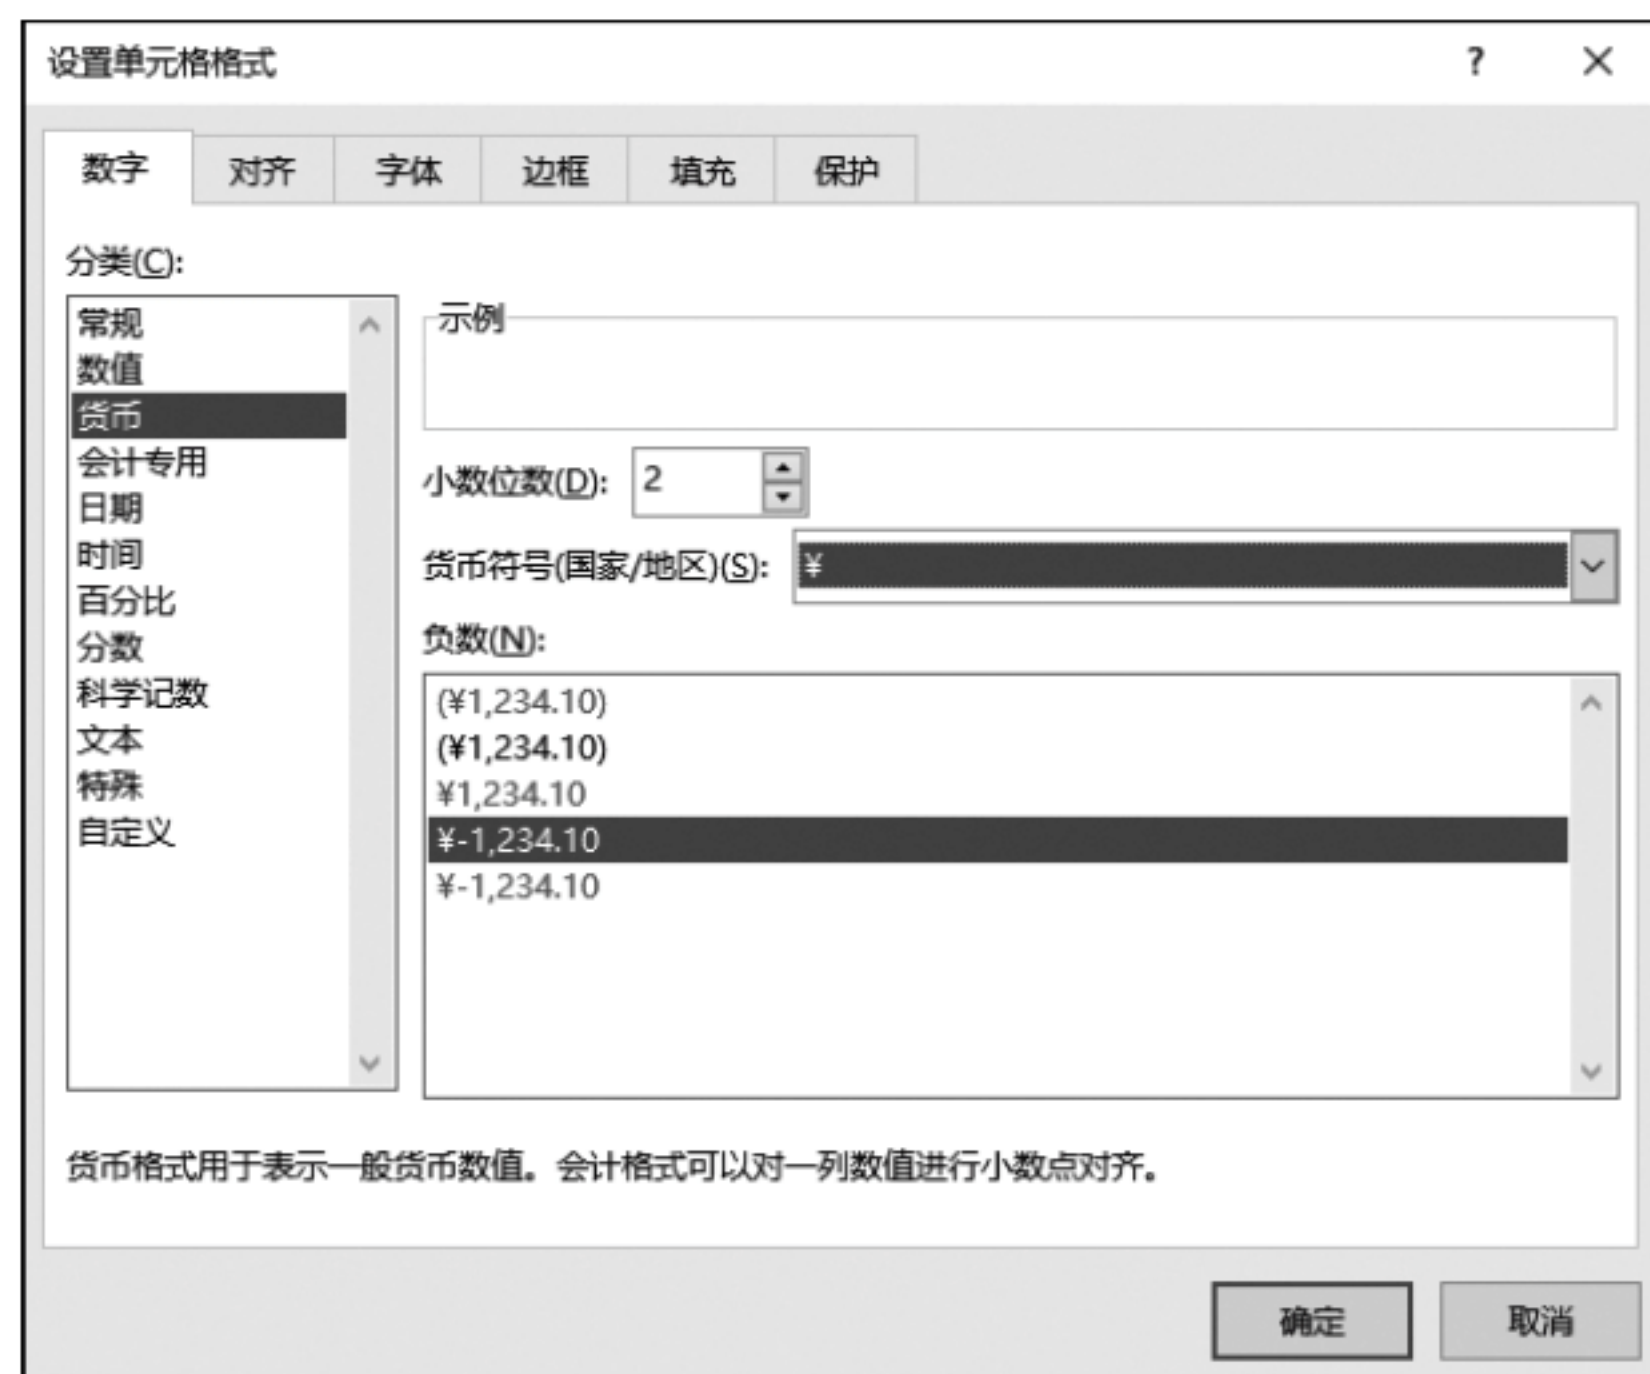 设置单元格格式 ? ×
数字 对齐 字体 边框 填充 保护
分类(C):
常规
数值
货币
会计专用
日期
时间
百分比
分数
科学记数
文本
特殊
自定义
示例
小数位数(D): 2
货币符号(国家/地区)(S): ¥
负数(N):
(¥1,234.10)
(¥1,234.10)
¥1,234.10
¥-1,234.10
¥-1,234.10
货币格式用于表示一般货币数值。会计格式可以对一列数值进行小数点对齐。
确定 取消